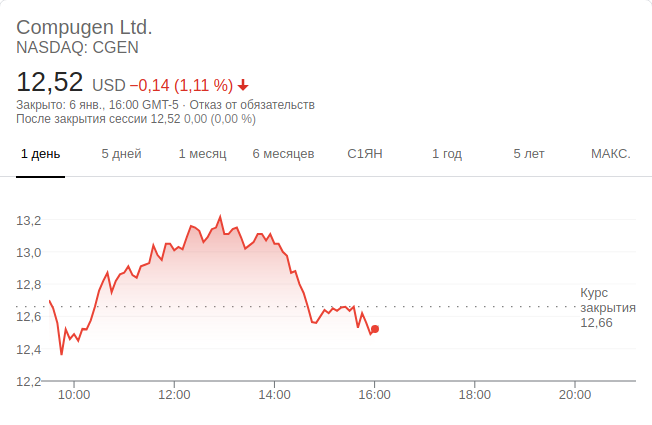 Compugen Ltd.
NASDAQ: CGEN
12,52 USD −0,14 (1,11 %)
Закрыто: 6 янв., 16:00 GMT-5 · Отказ от обязательств
После закрытия сессии 12,52 0,00 (0,00 %)
1 день 5 дней 1 месяц 6 месяцев С1ЯН 1 год 5 лет МАКС.
13,2
13,0
12,8
Курс
закрытия
12,66
12,6
12,4
12,2
10:00 12:00 14:00 16:00 18:00 20:00